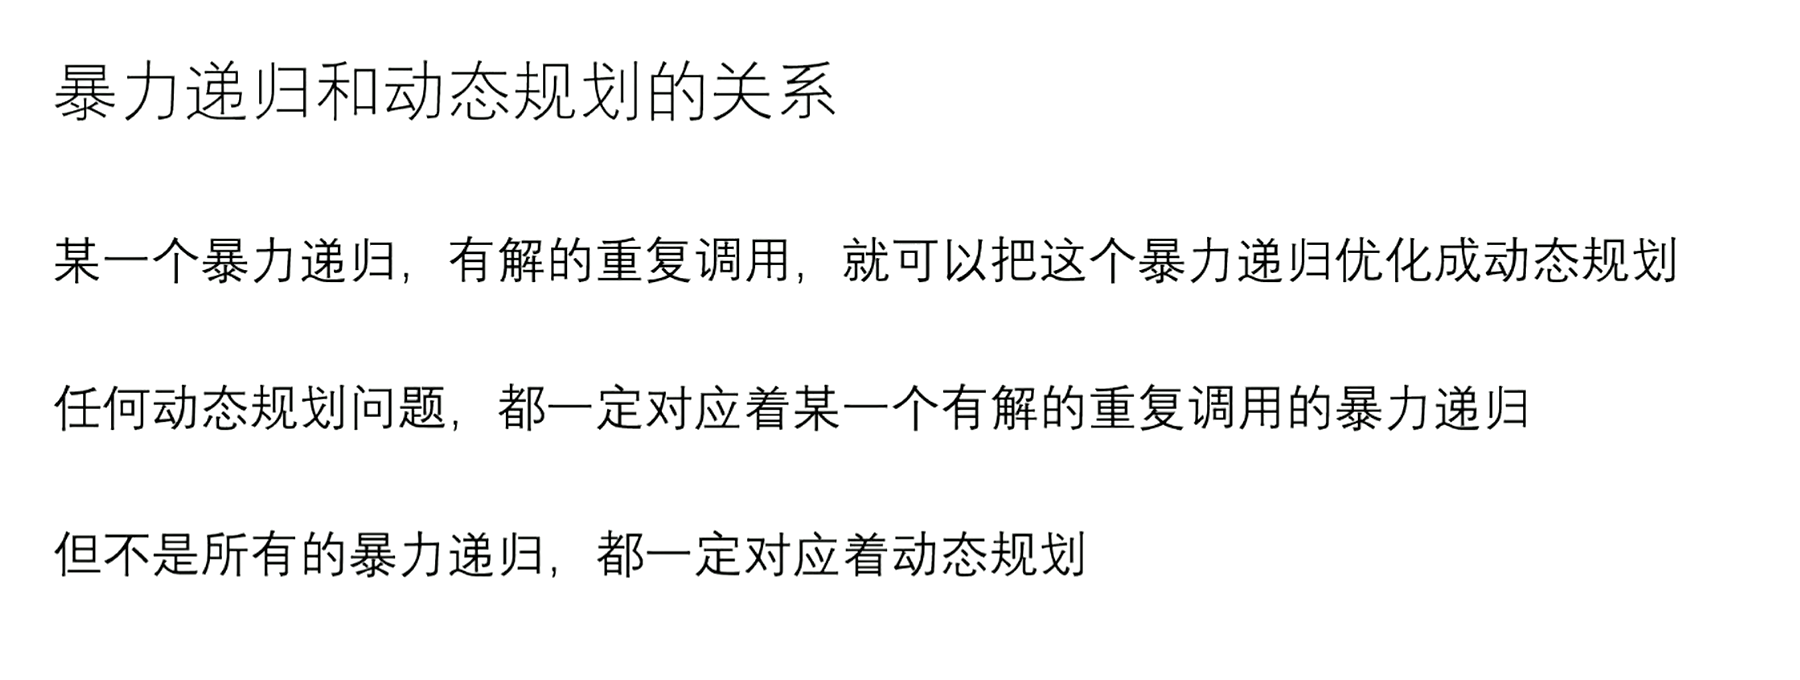 暴力递归和动态规划的关系
某一个暴力递归，有解的重复调用，就可以把这个暴力递归优化成动态规划
任何动态规划问题，都一定对应着某一个有解的重复调用的暴力递归
但不是所有的暴力递归，都一定对应着动态规划